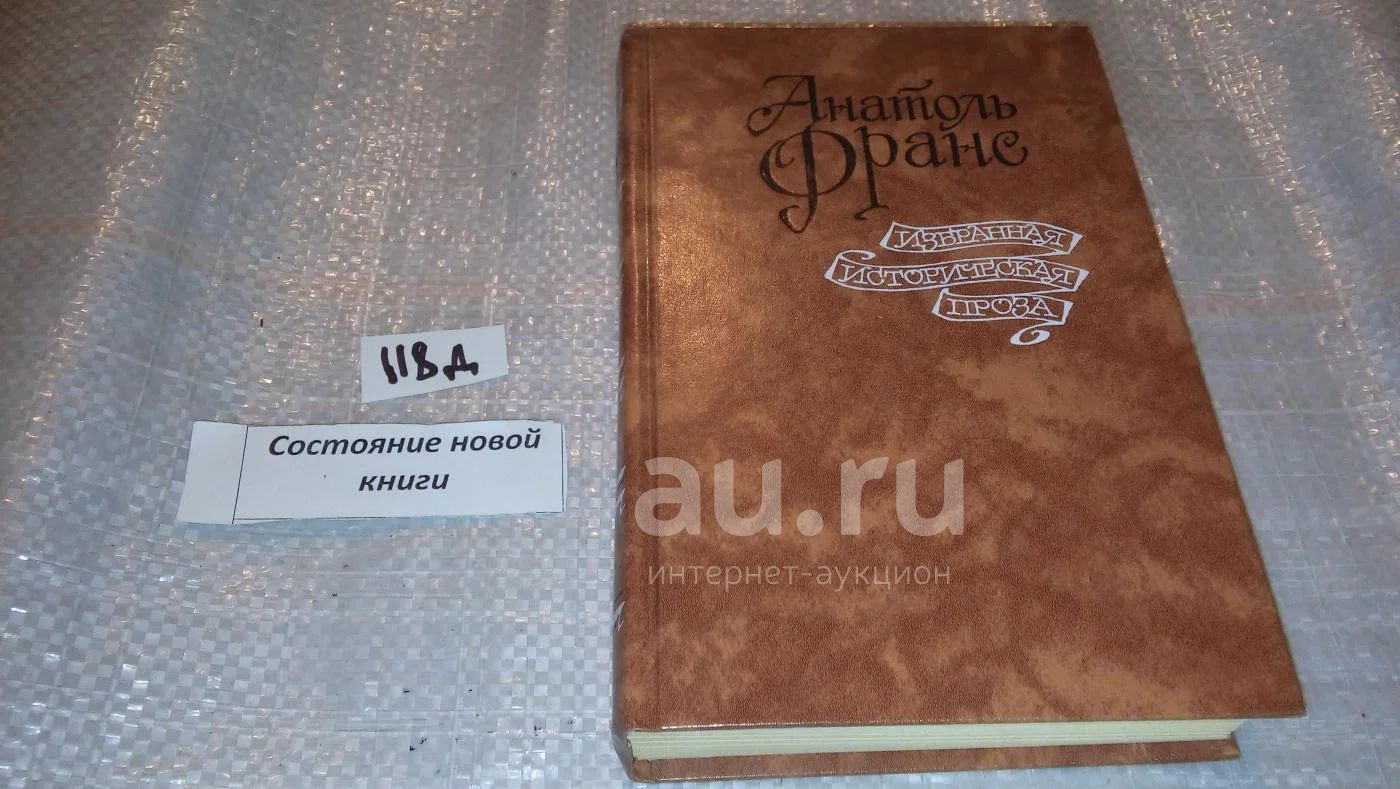 Анатоль
Франс
ИЗБРАННАЯ
ИСТОРИЧЕСКАЯ
ПРОЗА
118д
Состояние новой
книги
au.ru
интернет-аукцион